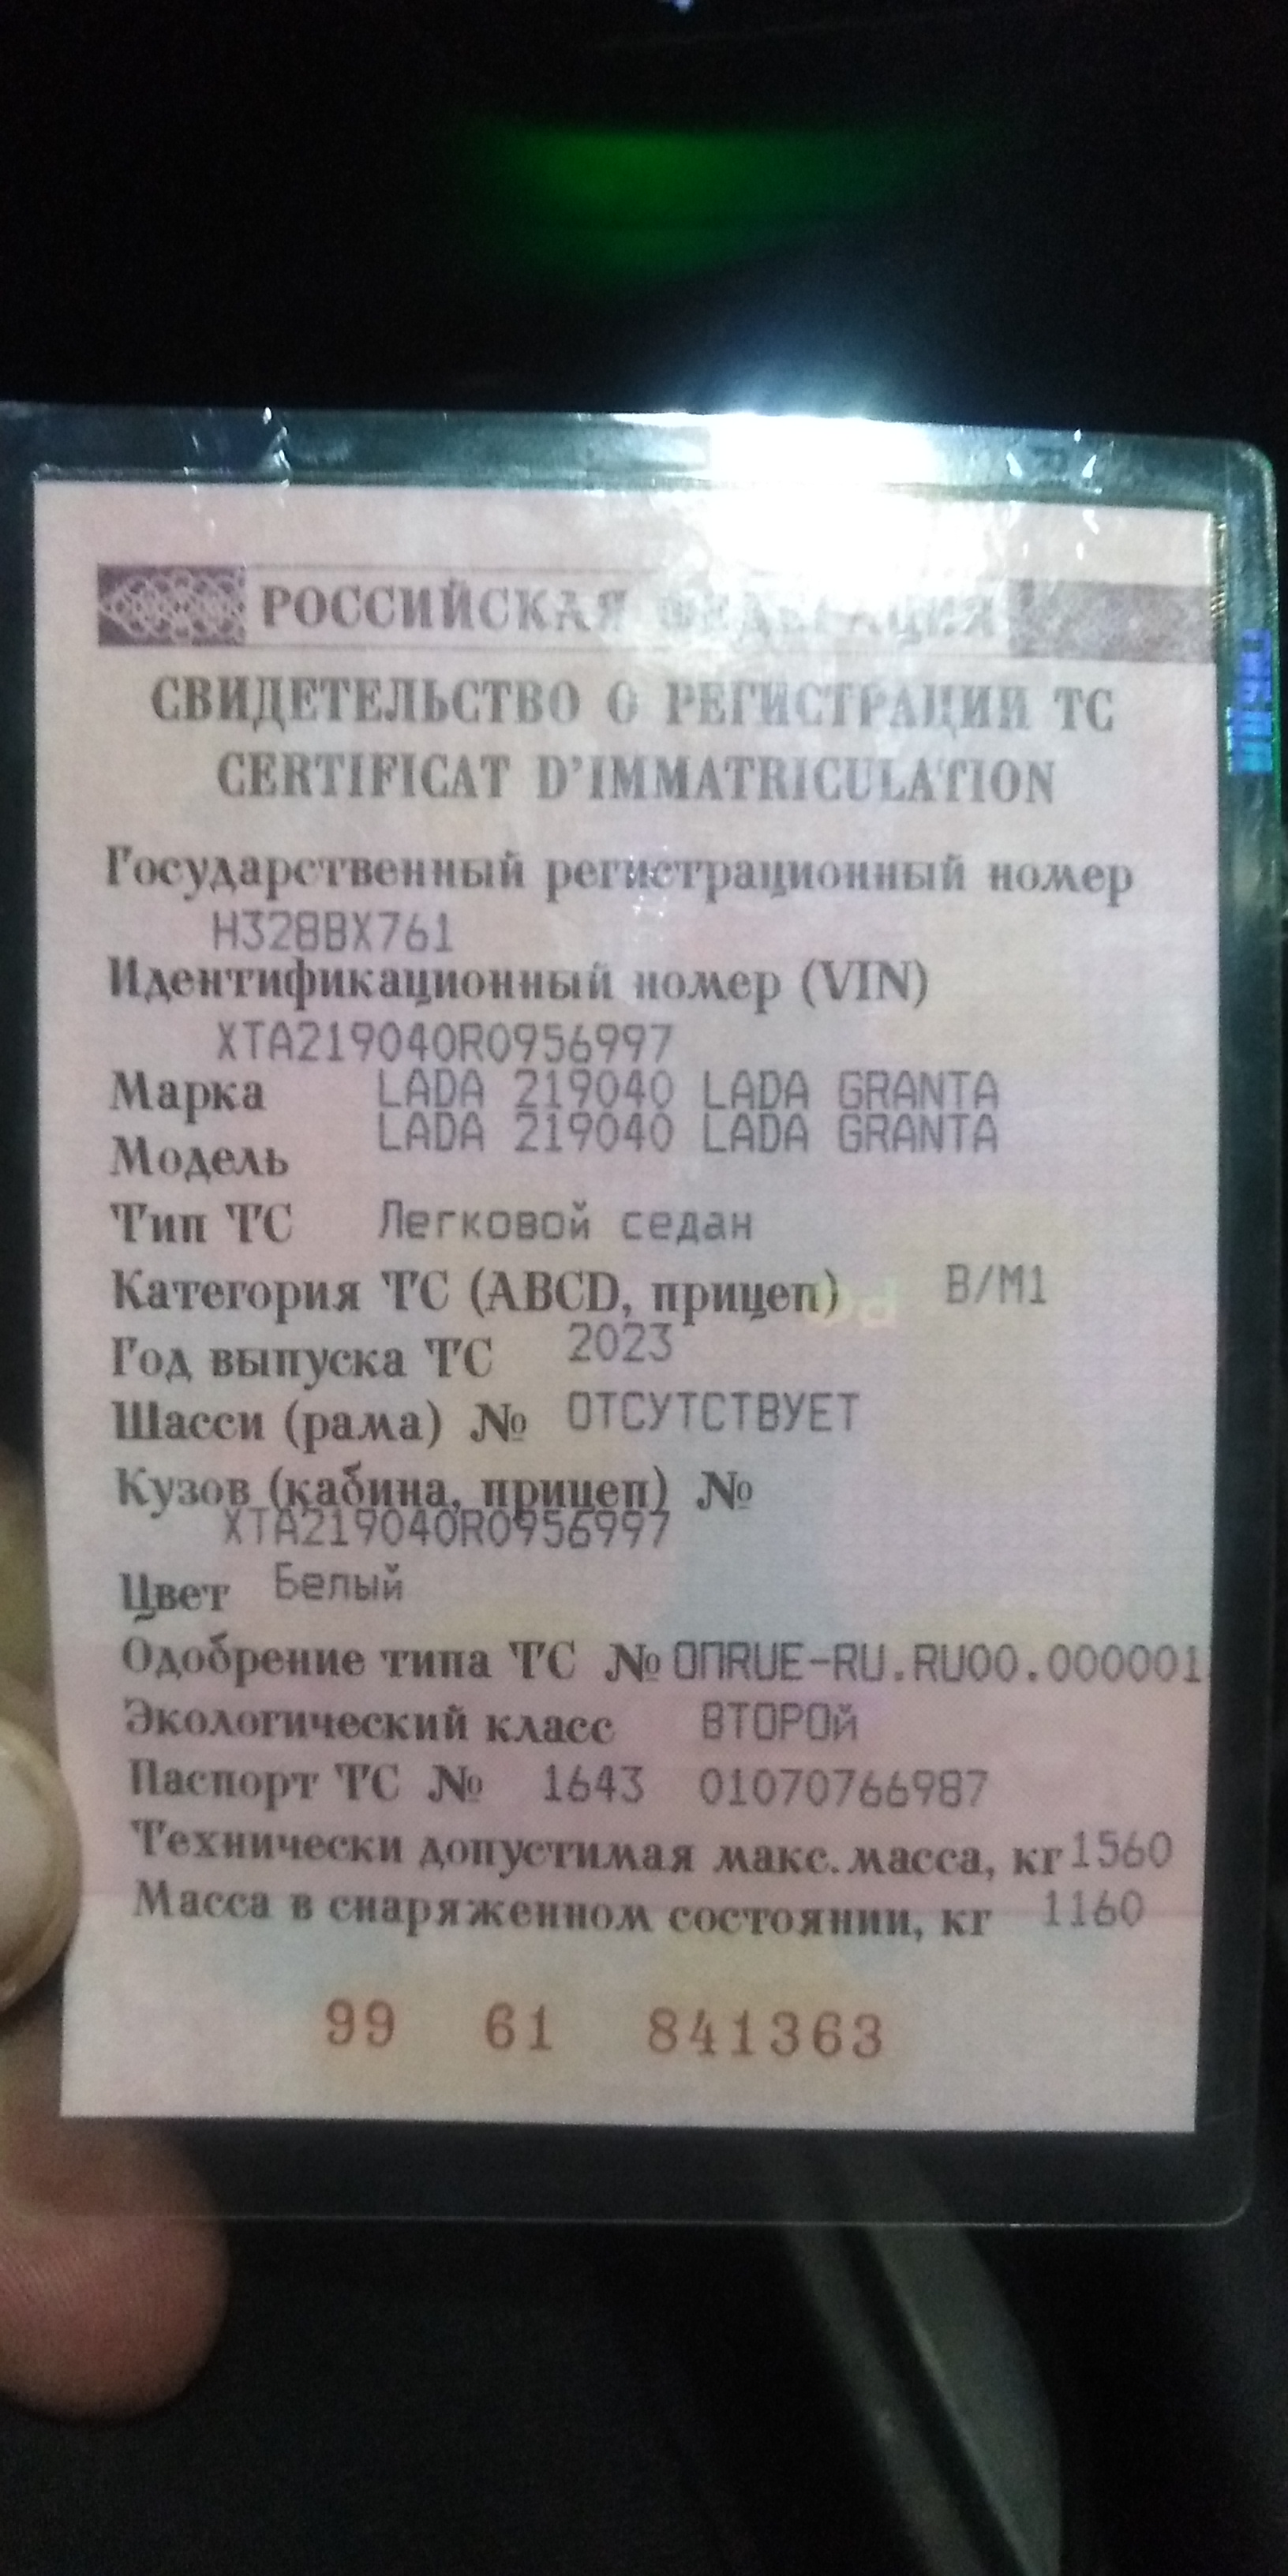 РОССИЙСКАЯ ФЕДЕРАЦИЯ
СВИДЕТЕЛЬСТВО О РЕГИСТРАЦИИ ТС
CERTIFICAT D'IMMATRICULATION
Государственный регистрационный номер
Н328ВХ761
Идентификационный номер (VIN)
XTA219040R0956997
Марка LADA 219040 LADA GRANTA
Модель LADA 219040 LADA GRANTA
Тип ТС Легковой седан
Категория ТС (ABCD, прицеп) B/M1
Год выпуска ТС 2023
Шасси (рама) № ОТСУТСТВУЕТ
Кузов (кабина, прицеп) №
XTA219040R0956997
Цвет Белый
Одобрение типа ТС № ОПRUE-RU.RU00.000001
Экологический класс ВТОРОй
Паспорт ТС № 1643 01070766987
Технически допустимая макс. масса, кг 1560
Масса в снаряженном состоянии, кг 1160
99 61 841363